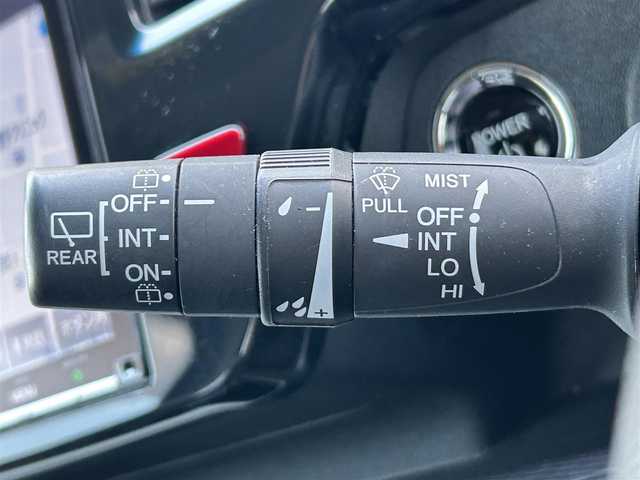 POWER
MIST
PULL
OFF
INT
LO
HI
OFF
INT
ON
REAR
- 
+